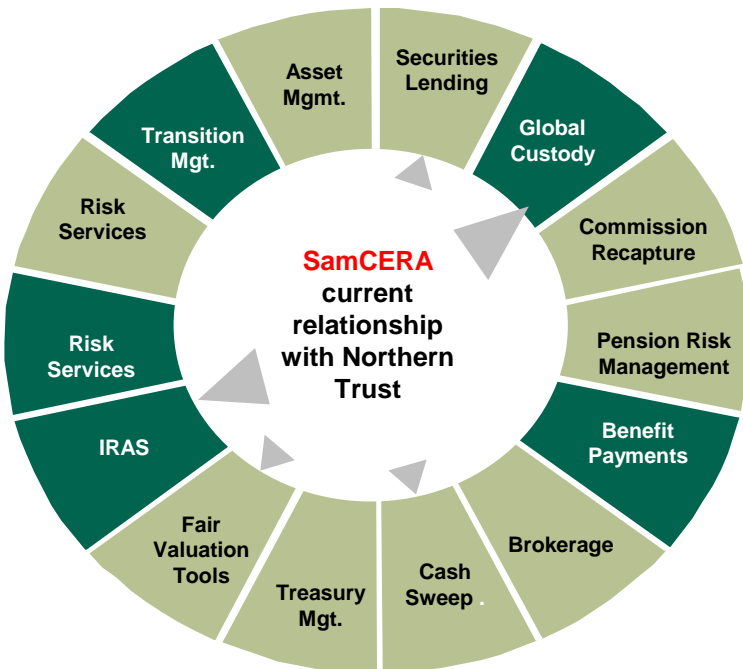 Asset
Mgmt.
Securities
Lending
Global
Custody
Commission
Recapture
Pension Risk
Management
Benefit
Payments
Brokerage
Cash
Sweep .
Treasury
Mgt.
Fair
Valuation
Tools
IRAS
Risk
Services
Risk
Services
Transition
Mgt.
SamCERA
current
relationship
with Northern
Trust